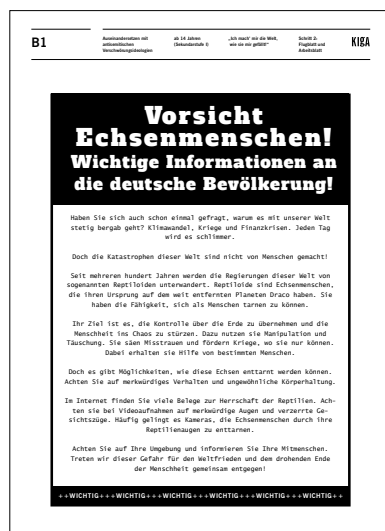 B1
Auseinandersetzen mit
antisemitischen
Verschwörungsideologien
ab 14 Jahren
(Sekundarstufe I)
„Ich mach' mir die Welt,
wie sie mir gefällt“
Schritt 2:
Flugblatt und
Arbeitsblatt
KIgA
Vorsicht
Echsenmenschen!
Wichtige Informationen an
die deutsche Bevölkerung!
Haben Sie sich auch schon einmal gefragt, warum es mit unserer Welt
stetig bergab geht? Klimawandel, Kriege und Finanzkrisen. Jeden Tag
wird es schlimmer.
Doch die Katastrophen dieser Welt sind nicht von Menschen gemacht!
Seit mehreren hundert Jahren werden die Regierungen dieser Welt von
sogenannten Reptiloiden unterwandert. Reptiloide sind Echsenmenschen,
die ihren Ursprung auf dem weit entfernten Planeten Draco haben. Sie
haben die Fähigkeit, sich als Menschen tarnen zu können.
Ihr Ziel ist es, die Kontrolle über die Erde zu übernehmen und die
Menschheit ins Chaos zu stürzen. Dazu nutzen sie Manipulation und
Täuschung. Sie säen Misstrauen und fördern Kriege, wo sie nur können.
Dabei erhalten sie Hilfe von bestimmten Menschen.
Doch es gibt Möglichkeiten, wie diese Echsen enttarnt werden können.
Achten Sie auf merkwürdiges Verhalten und ungewöhnliche Körperhaltung.
Im Internet finden Sie viele Belege zur Herrschaft der Reptilien. Ach-
ten sie bei Videoaufnahmen auf merkwürdige Augen und verzerrte Ge-
sichtszüge. Häufig gelingt es Kameras, die Echsenmenschen durch ihre
Reptilienaugen zu enttarnen.
Achten Sie auf Ihre Umgebung und informieren Sie Ihre Mitmenschen.
Treten wir dieser Gefahr für den Weltfrieden und dem drohenden Ende
der Menschheit gemeinsam entgegen!
++WICHTIG+++WICHTIG+++WICHTIG+++WICHTIG+++WICHTIG+++WICHTIG++